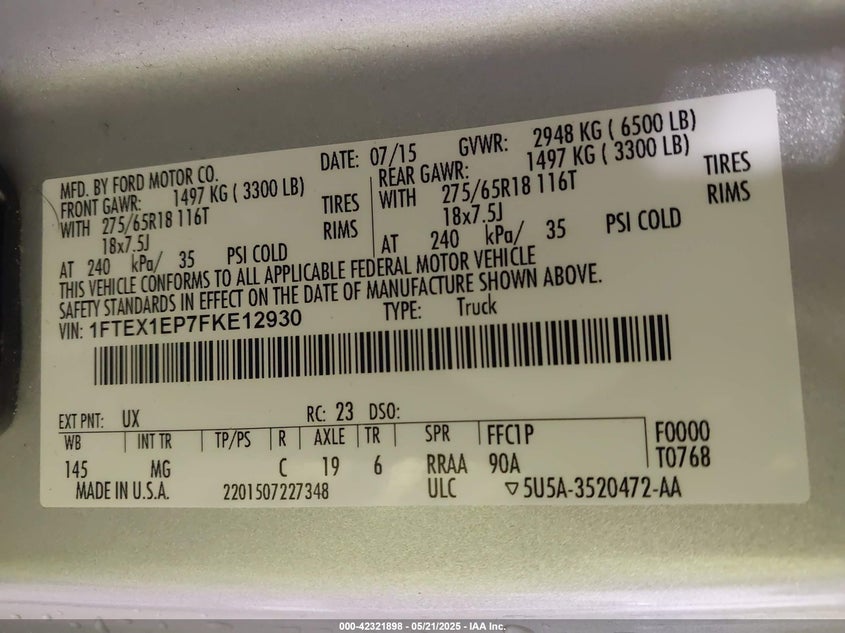 MFD. BY FORD MOTOR CO.
DATE: 07/15 GVWR: 2948 KG ( 6500 LB)
FRONT GAWR: 1497 KG ( 3300 LB) REAR GAWR: 1497 KG ( 3300 LB)
WITH 275/65R18 116T TIRES WITH 275/65R18 116T TIRES
18x7.5J RIMS 18x7.5J RIMS
AT 240 kPa/ 35 PSI COLD AT 240 kPa/ 35 PSI COLD
THIS VEHICLE CONFORMS TO ALL APPLICABLE FEDERAL MOTOR VEHICLE
SAFETY STANDARDS IN EFFECT ON THE DATE OF MANUFACTURE SHOWN ABOVE.
VIN: 1FTEX1EP7FKE12930 TYPE: Truck
EXT PNT: UX RC: 23 DSO:
WB INT TR TP/PS R AXLE TR SPR FFC1P F0000
145 MG C 19 6 RRAA 90A T0768
MADE IN U.S.A. 2201507227348 ULC ▽5U5A-3520472-AA
000-42321898 - 05/21/2025 - IAA Inc.